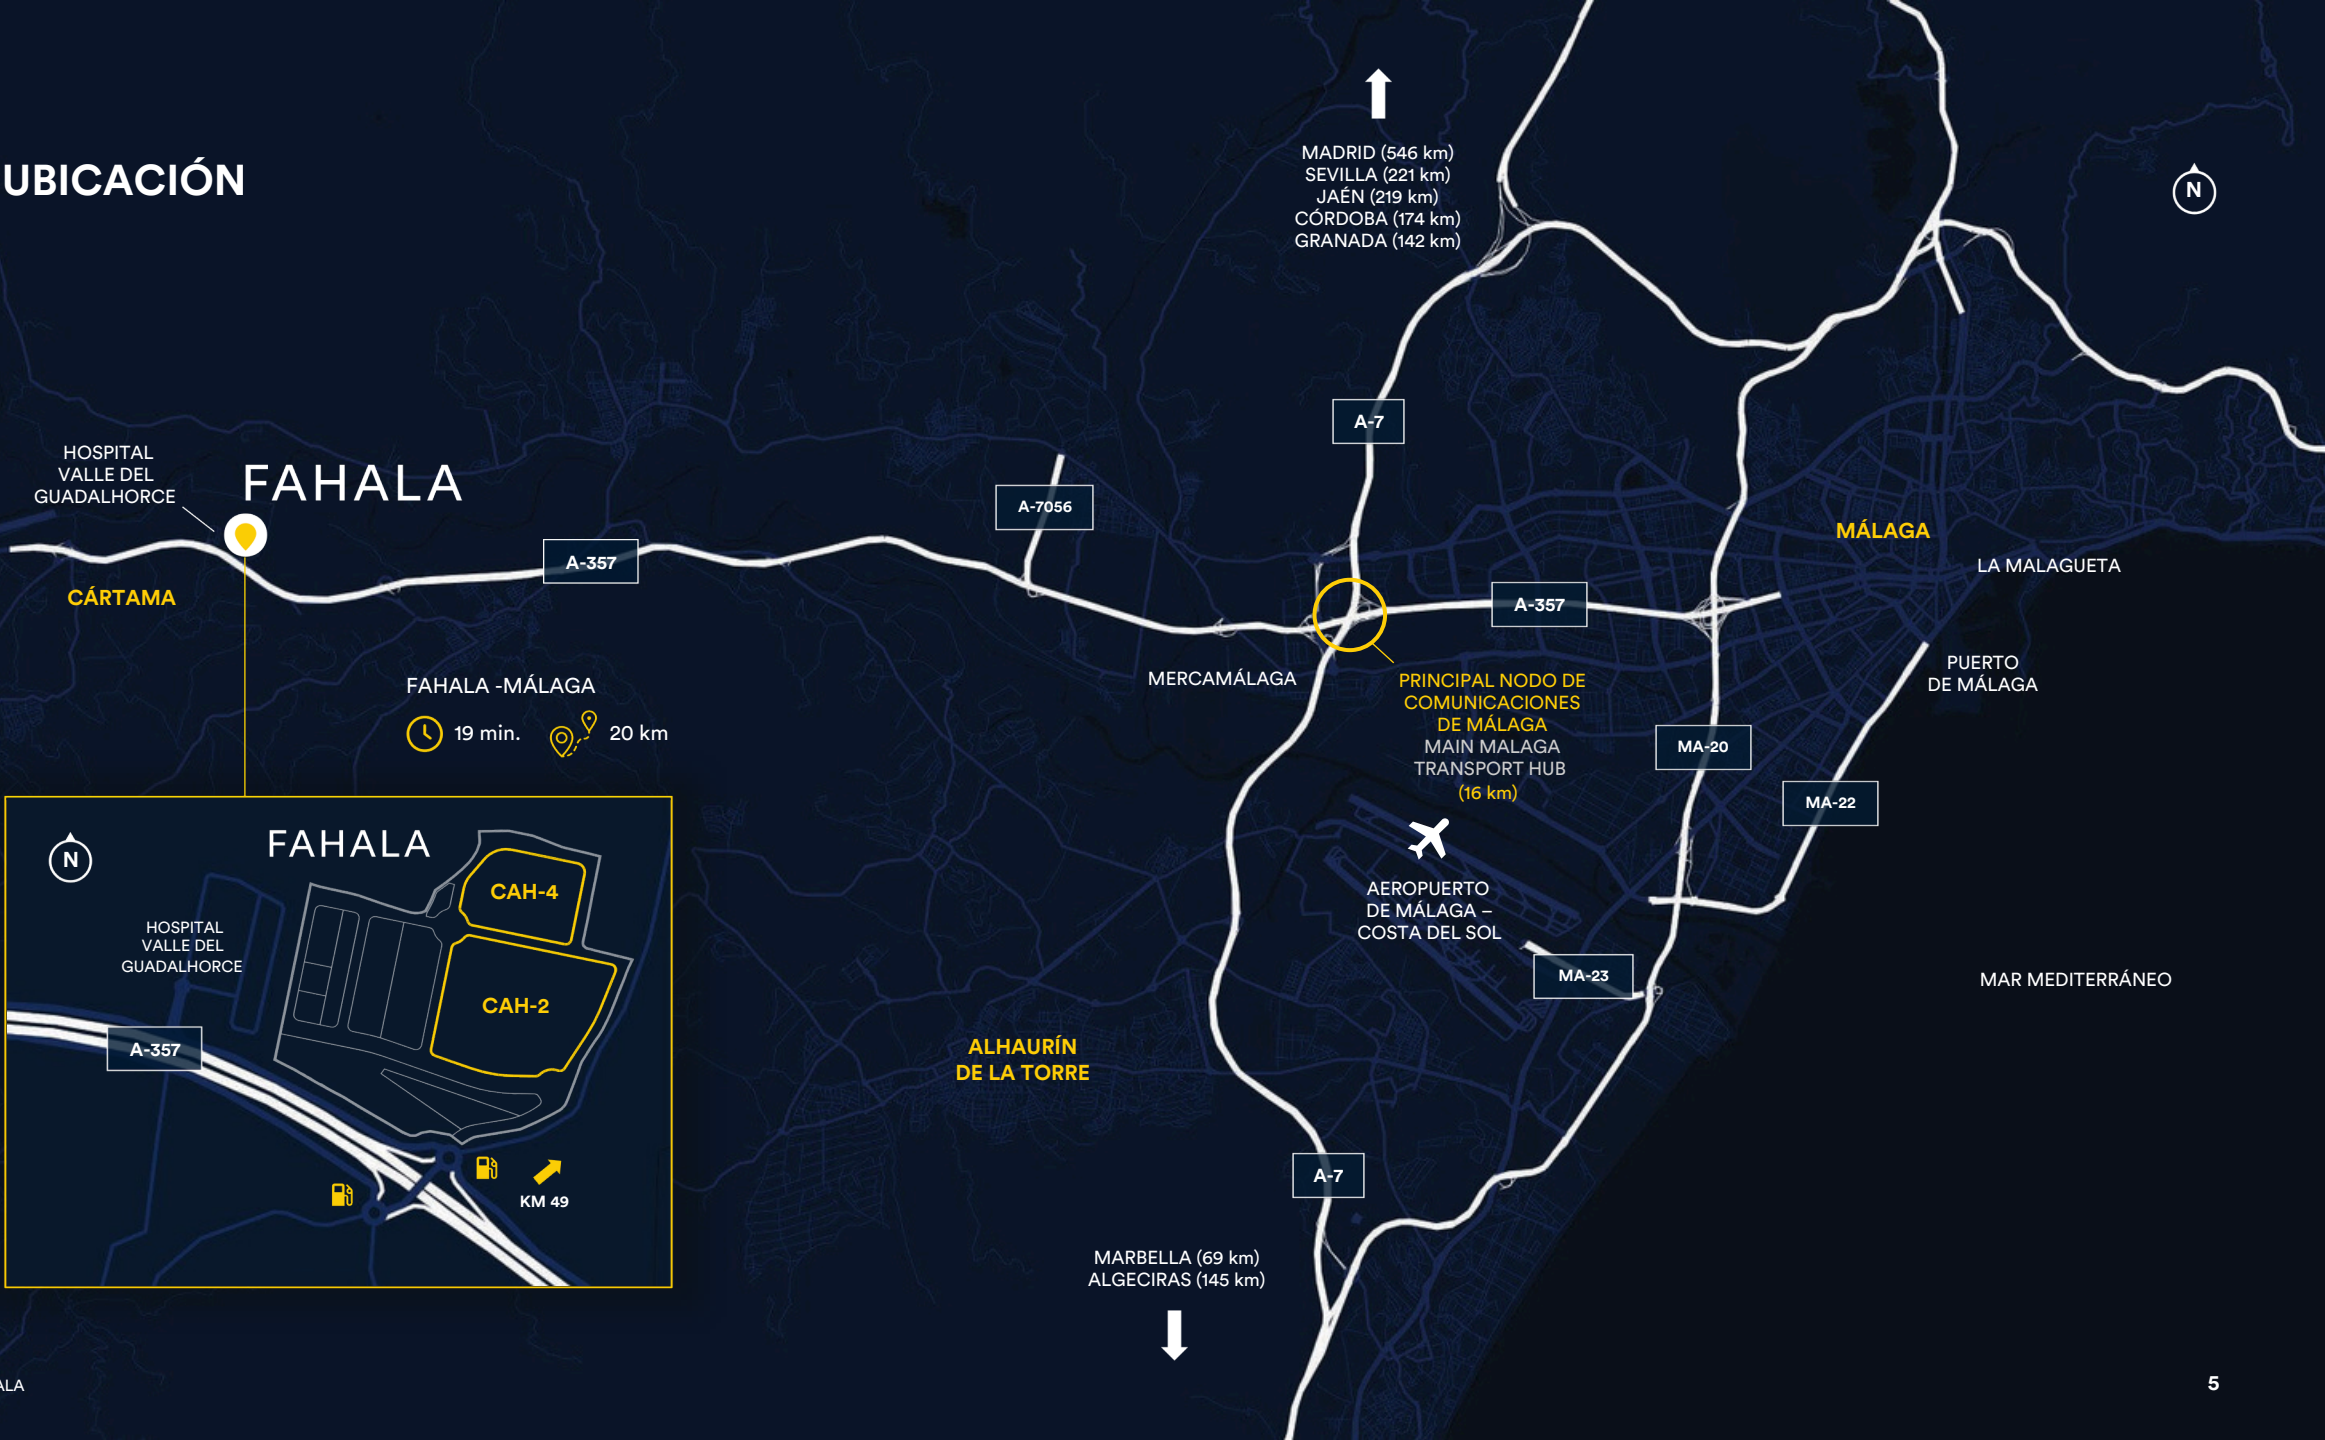 UBICACIÓN
MADRID (546 km)
SEVILLA (221 km)
JAÉN (219 km)
CÓRDOBA (174 km)
GRANADA (142 km)
N
A-7
HOSPITAL
VALLE DEL
GUADALHORCE
FAHALA
A-7056
A-357
CÁRTAMA
A-357
MÁLAGA
LA MALAGUETA
MERCAMÁLAGA
PUERTO
DE MÁLAGA
FAHALA -MÁLAGA
19 min.
20 km
PRINCIPAL NODO DE
COMUNICACIONES
DE MÁLAGA
MAIN MALAGA
TRANSPORT HUB
(16 km)
MA-20
MA-22
AEROPUERTO
DE MÁLAGA –
COSTA DEL SOL
MA-23
MAR MEDITERRÁNEO
N
FAHALA
CAH-4
HOSPITAL
VALLE DEL
GUADALHORCE
CAH-2
A-357
KM 49
ALHAURÍN
DE LA TORRE
A-7
MARBELLA (69 km)
ALGECIRAS (145 km)
ALA
5